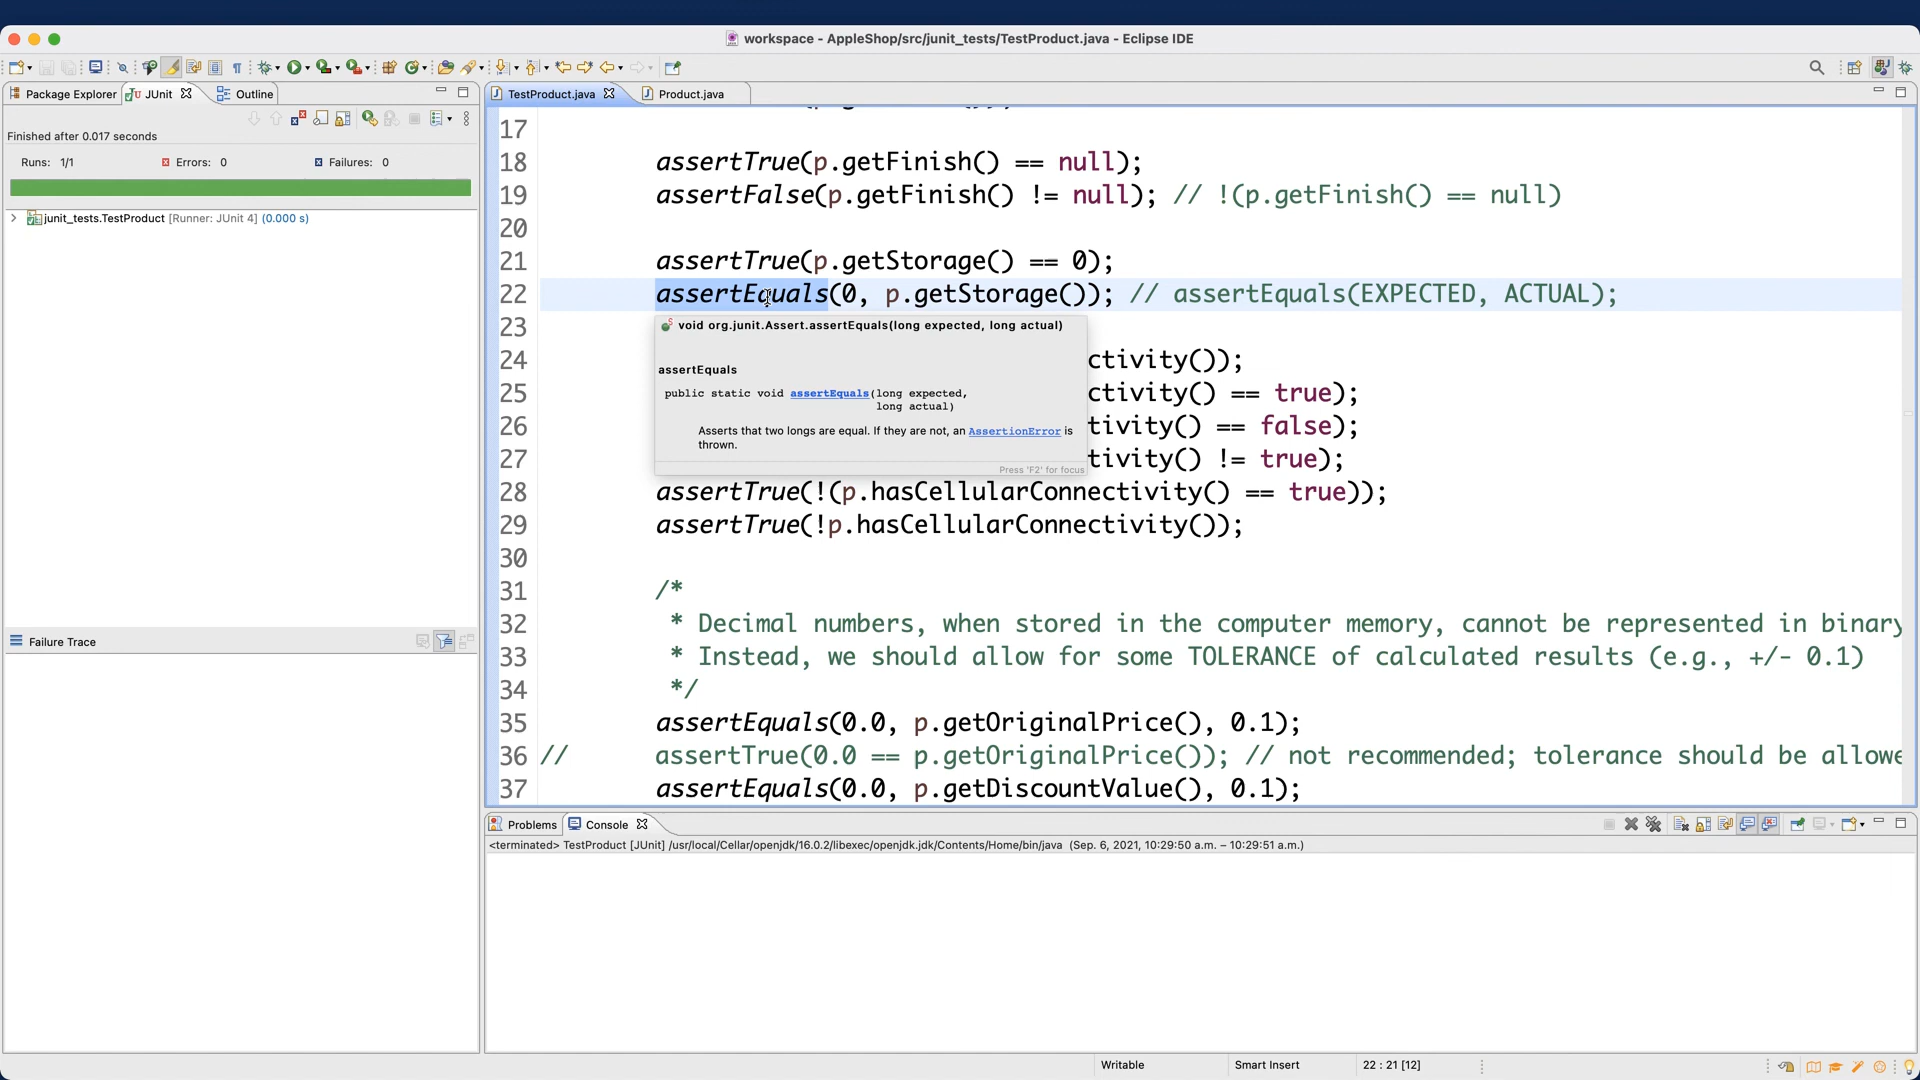 workspace - AppleShop/src/junit_tests/TestProduct.java - Eclipse IDE
Package Explorer
JUnit
Outline
TestProduct.java
Product.java
Finished after 0.017 seconds
Runs: 1/1
Errors: 0
Failures: 0
junit_tests.TestProduct [Runner: JUnit 4] (0.000 s)
Failure Trace
17
18 assertTrue(p.getFinish() == null);
19 assertFalse(p.getFinish() != null); // !(p.getFinish() == null)
20
21 assertTrue(p.getStorage() == 0);
22 assertEquals(0, p.getStorage()); // assertEquals(EXPECTED, ACTUAL);
23
void org.junit.Assert.assertEquals(long expected, long actual)
assertEquals
public static void assertEquals(long expected,
long actual)
Asserts that two longs are equal. If they are not, an AssertionError is
thrown.
Press 'F2' for focus
24 ctivity());
25 ctivity() == true);
26 tivity() == false);
27 tivity() != true);
28 assertTrue(!(p.hasCellularConnectivity() == true));
29 assertTrue(!p.hasCellularConnectivity());
30
31 /*
32 * Decimal numbers, when stored in the computer memory, cannot be represented in binary
33 * Instead, we should allow for some TOLERANCE of calculated results (e.g., +/- 0.1)
34 */
35 assertEquals(0.0, p.getOriginalPrice(), 0.1);
36 // assertTrue(0.0 == p.getOriginalPrice()); // not recommended; tolerance should be allowe
37 assertEquals(0.0, p.getDiscountValue(), 0.1);
Problems
Console
<terminated> TestProduct [JUnit] /usr/local/Cellar/openjdk/16.0.2/libexec/openjdk.jdk/Contents/Home/bin/java (Sep. 6, 2021, 10:29:50 a.m. – 10:29:51 a.m.)
Writable
Smart Insert
22 : 21 [12]